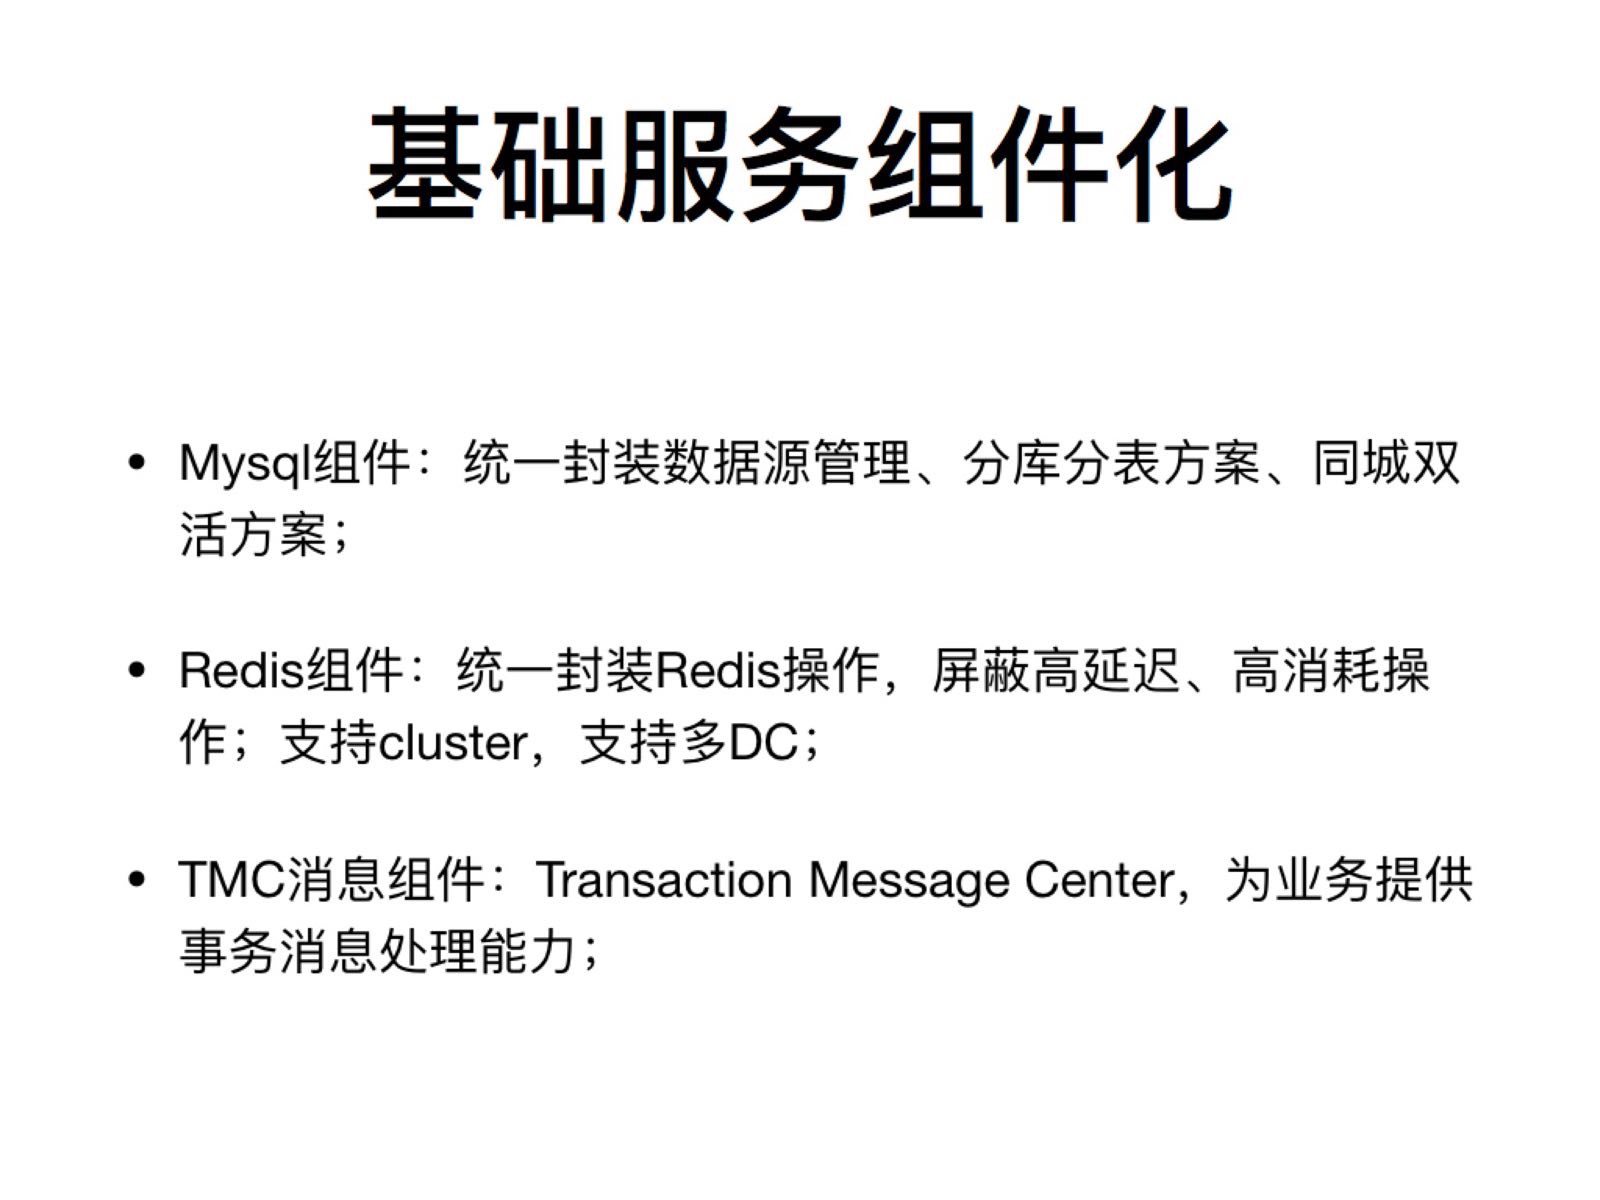 基础服务组件化
• Mysql组件：统一封装数据源管理、分库分表方案、同城双
活方案；
• Redis组件：统一封装Redis操作，屏蔽高延迟、高消耗操
作；支持cluster，支持多DC；
• TMC消息组件：Transaction Message Center，为业务提供
事务消息处理能力；